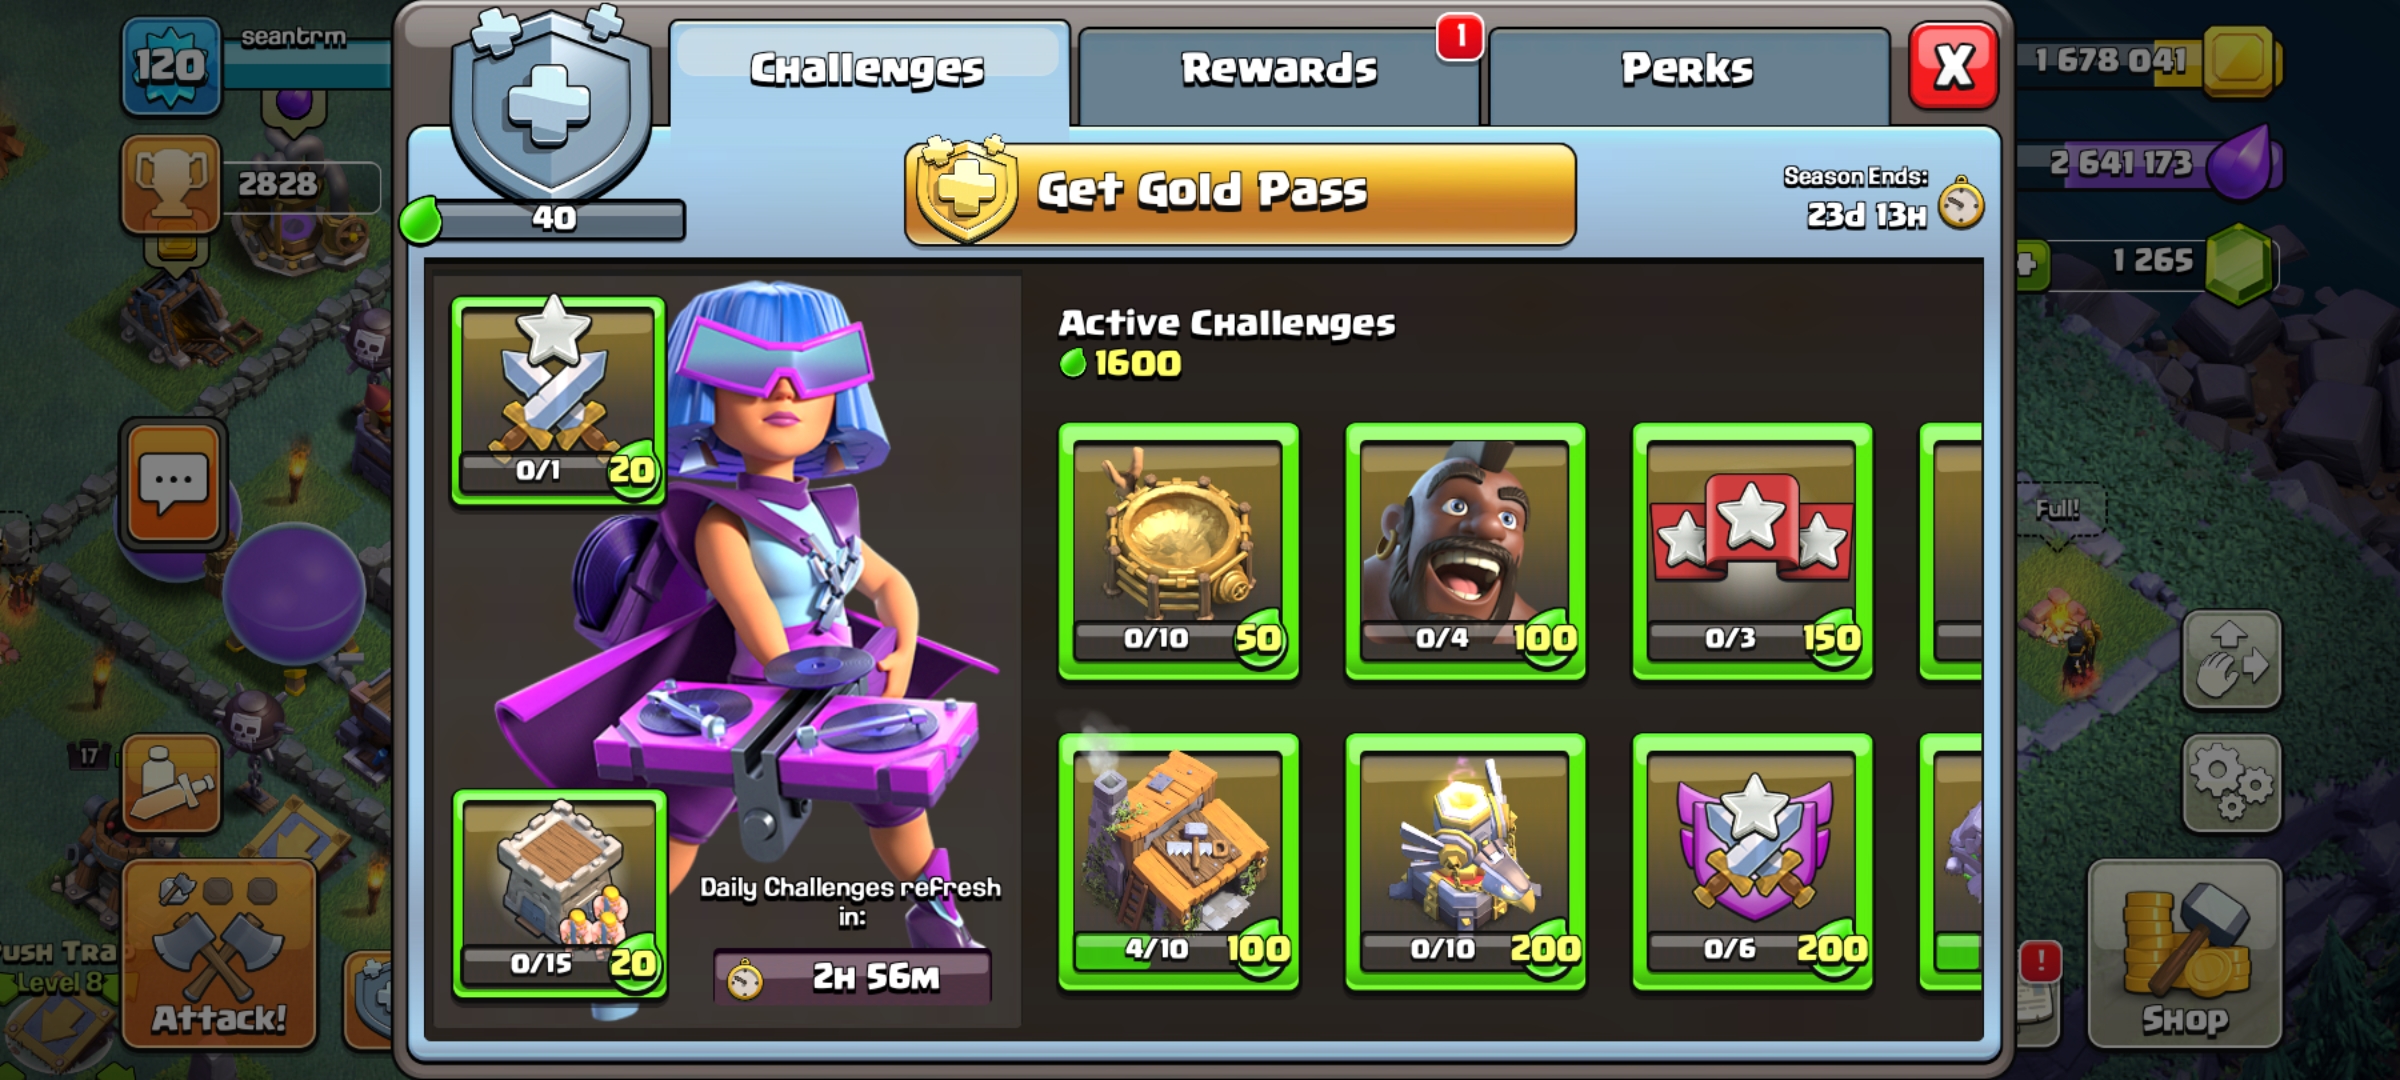 120
seantrm
2828
Challenges
Rewards
1
Perks
X
1 678 041
2 641 173
1 265
40
Get Gold Pass
Season Ends:
23d 13h
0/1
20
0/15
20
Daily Challenges refresh
in:
2h 56m
Active Challenges
1600
0/10
50
0/4
100
0/3
150
4/10
100
0/10
200
0/6
200
Full!
17
ush Tra
Level 8
Attack!
!
Shop